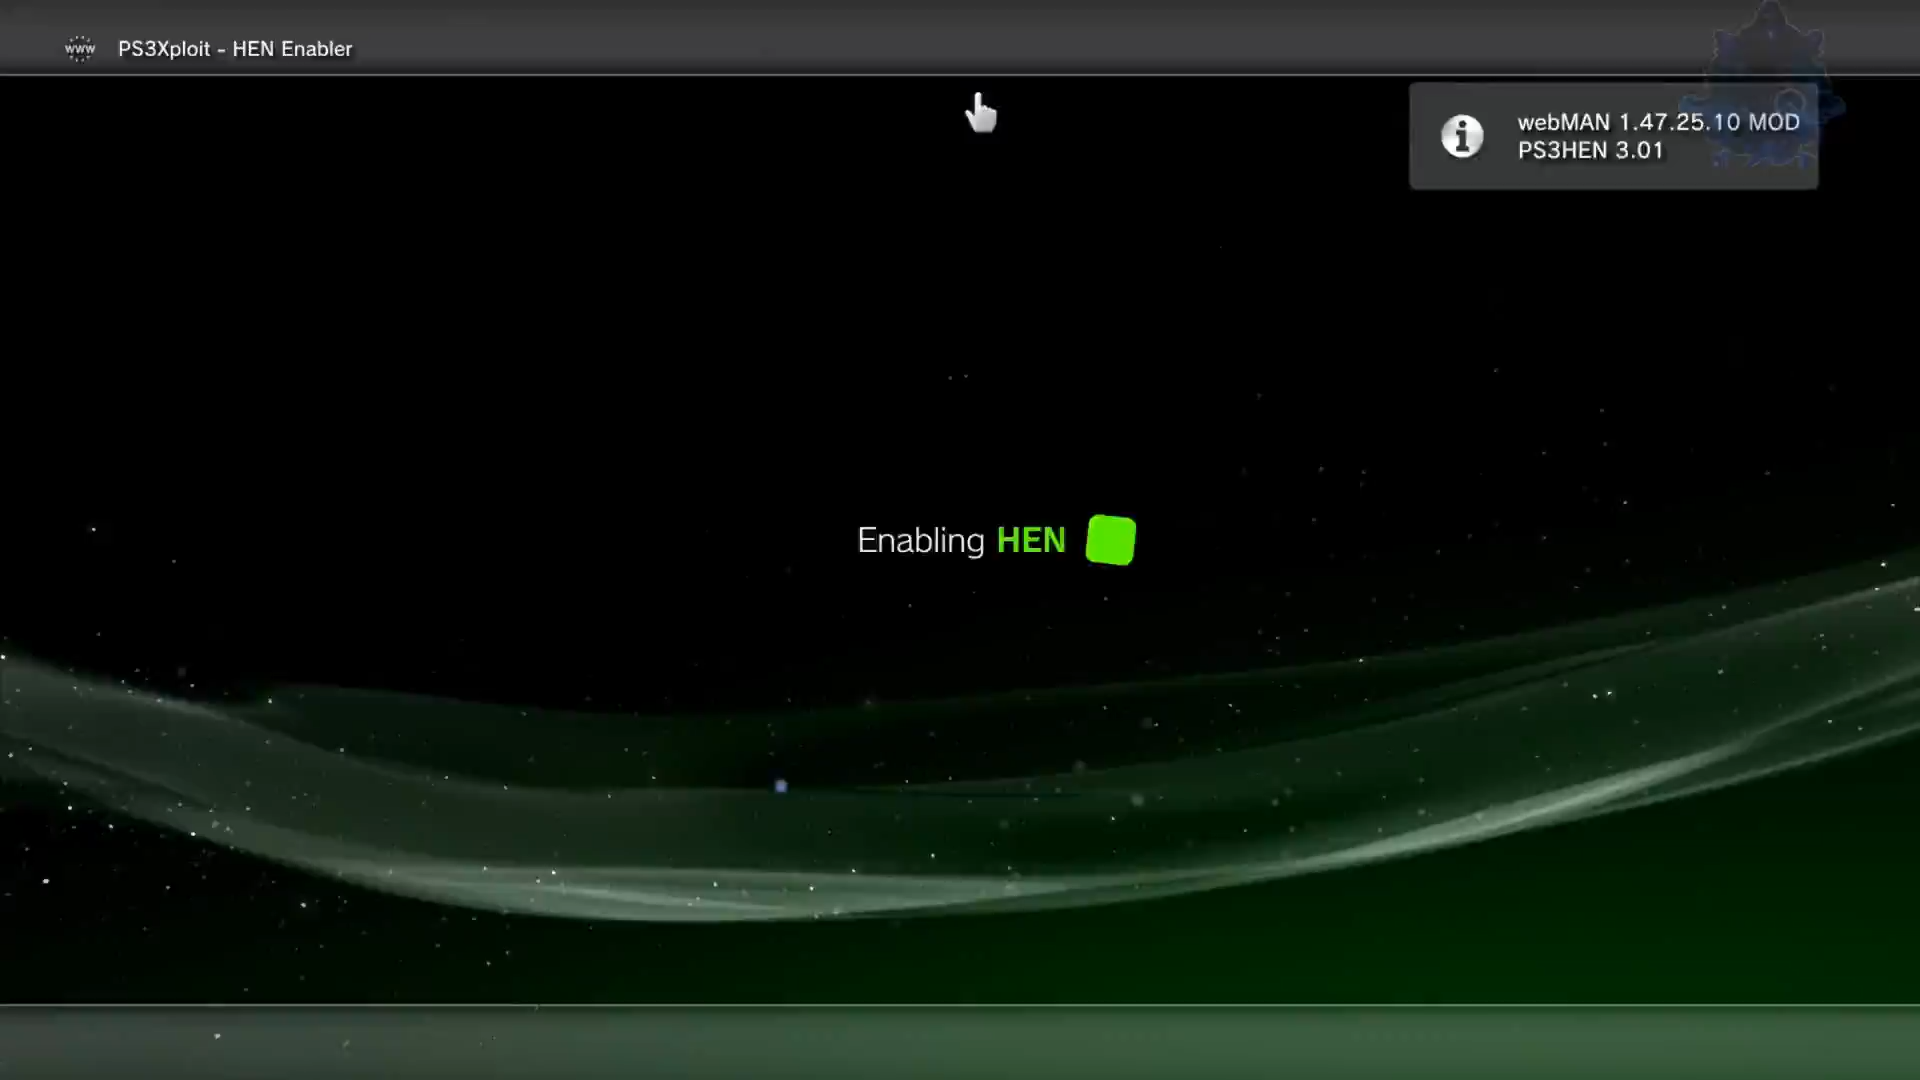 www PS3Xploit - HEN Enabler
webMAN 1.47.25.10 MOD
PS3HEN 3.01
Enabling HEN